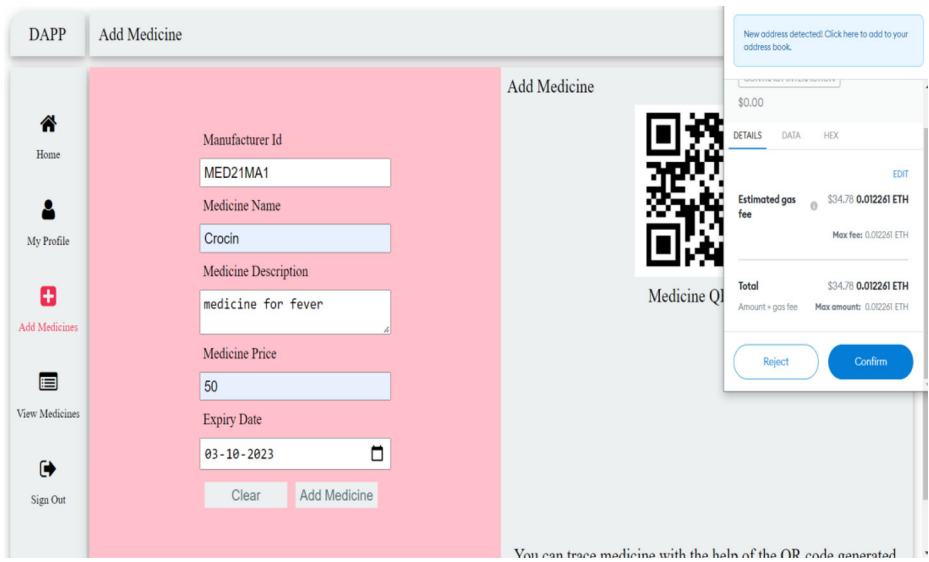 DAPP
Add Medicine
Home
My Profile
Add Medicines
View Medicines
Sign Out
Manufacturer Id
MED21MA1
Medicine Name
Crocin
Medicine Description
medicine for fever
Medicine Price
50
Expiry Date
03-10-2023
Clear
Add Medicine
Add Medicine
Medicine
You can trace medicine with the help of the QR code generated
New address detected! Click here to add to your
address book.
$0.00
DETAILS
DATA
HEX
EDIT
Estimated gas
fee
$34.78 0.012261 ETH
Max fee: 0.012261 ETH
Total
$34.78 0.012261 ETH
Amount + gas fee
Max amount: 0.012261 ETH
Reject
Confirm